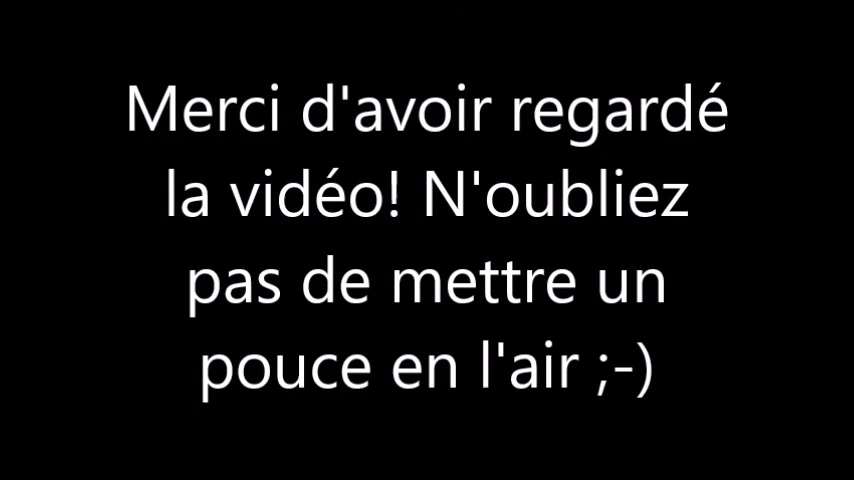 Merci d'avoir regardé
la vidéo! N'oubliez
pas de mettre un
pouce en l'air ;-)